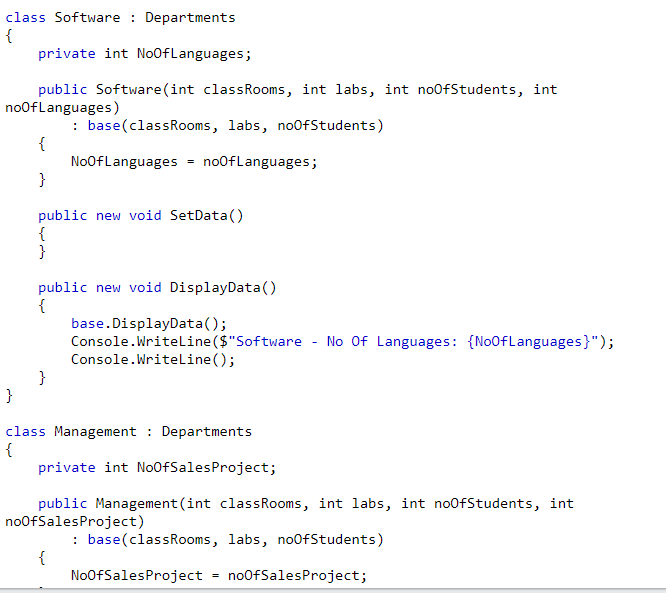 class Software : Departments
{
    private int NoOfLanguages;

    public Software(int classRooms, int labs, int noOfStudents, int
noOfLanguages)
        : base(classRooms, labs, noOfStudents)
    {
        NoOfLanguages = noOfLanguages;
    }

    public new void SetData()
    {
    }

    public new void DisplayData()
    {
        base.DisplayData();
        Console.WriteLine($"Software - No Of Languages: {NoOfLanguages}");
        Console.WriteLine();
    }
}

class Management : Departments
{
    private int NoOfSalesProject;

    public Management(int classRooms, int labs, int noOfStudents, int
noOfSalesProject)
        : base(classRooms, labs, noOfStudents)
    {
        NoOfSalesProject = noOfSalesProject;